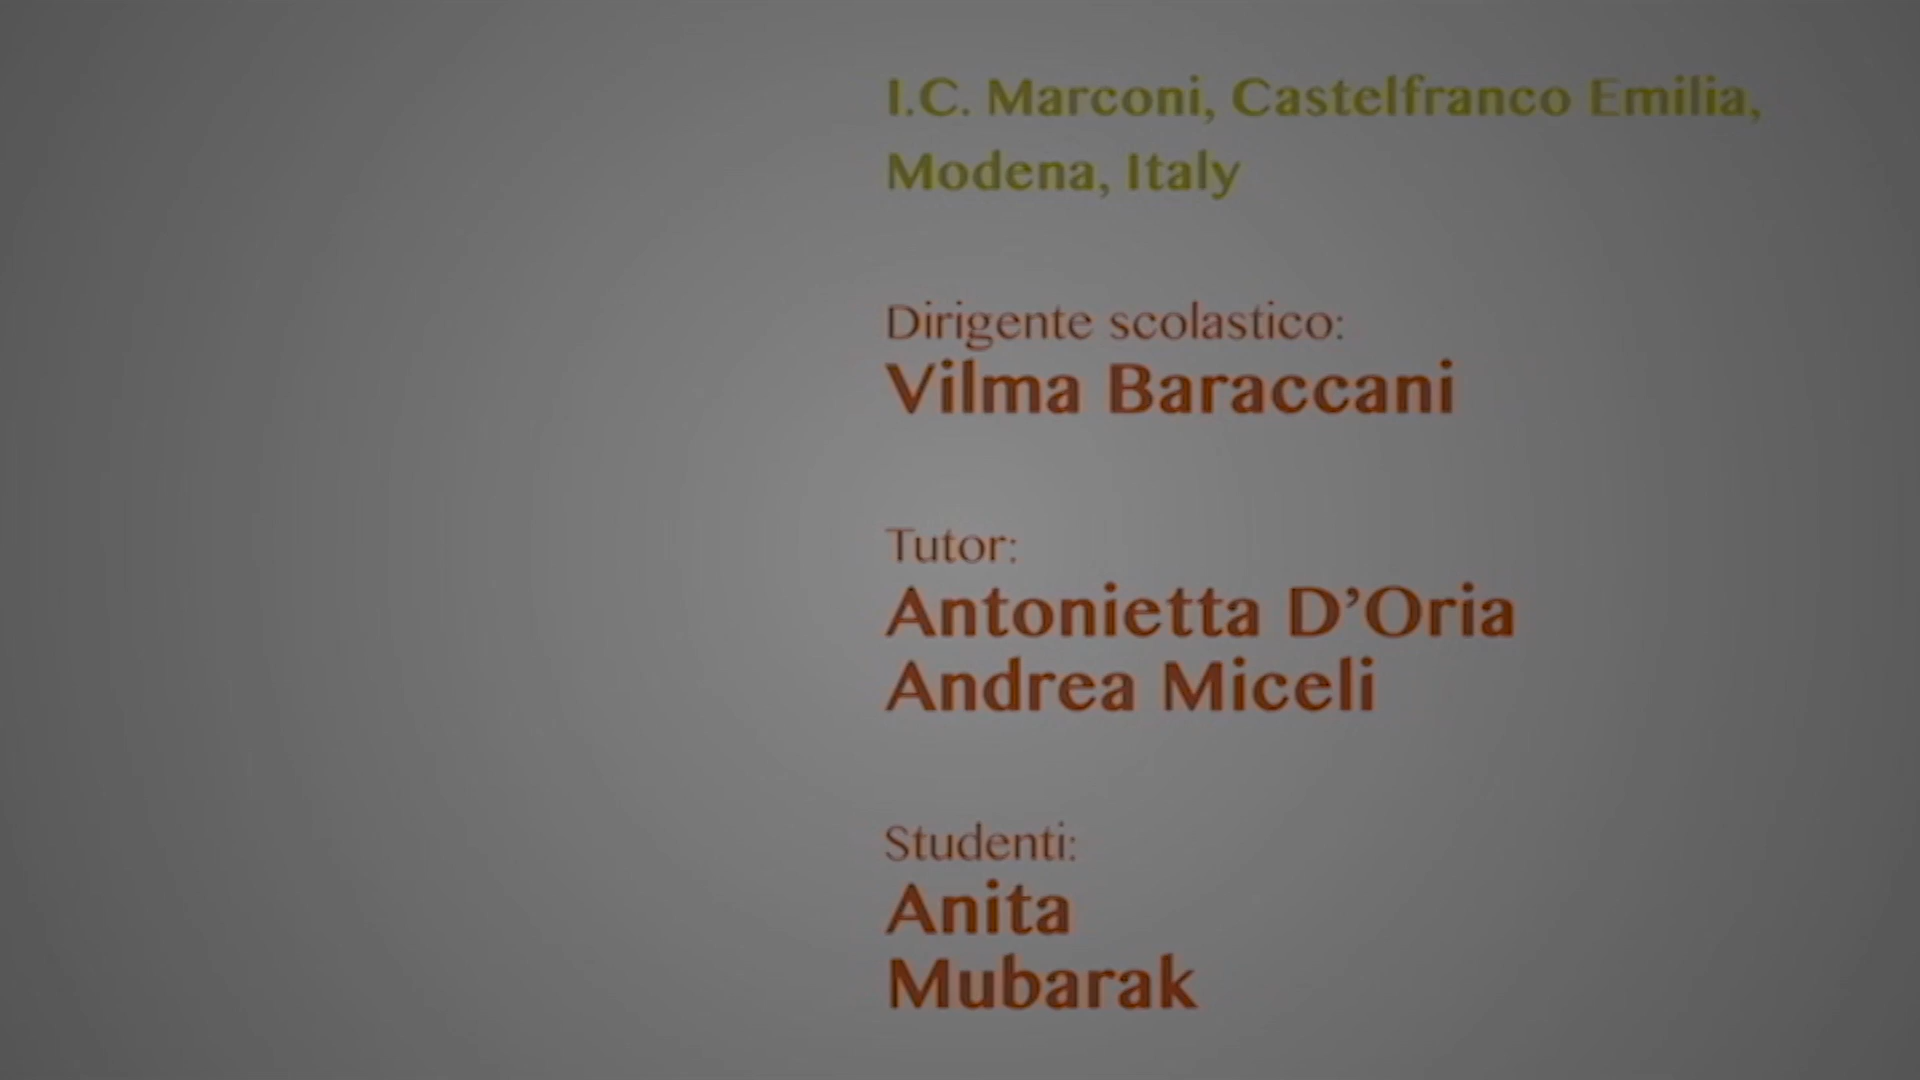 I.C. Marconi, Castelfranco Emilia,
Modena, Italy
Dirigente scolastico:
Vilma Baraccani
Tutor:
Antonietta D’Oria
Andrea Miceli
Studenti:
Anita
Mubarak